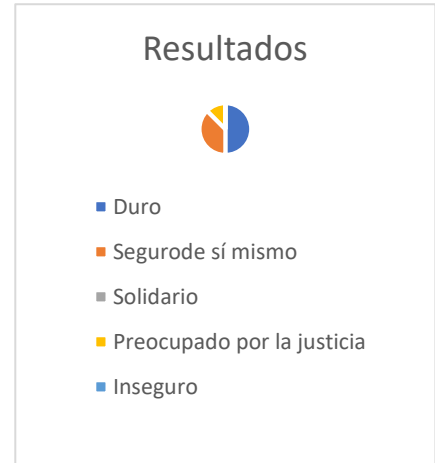 Resultados
Duro
Segurode sí mismo
Solidario
Preocupado por la justicia
Inseguro